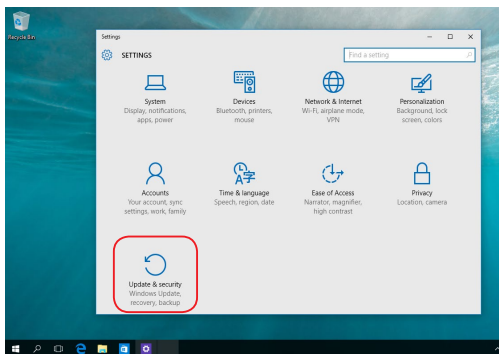 Recycle Bin
Settings
SETTINGS
Find a setting
System
Display, notifications,
apps, power
Devices
Bluetooth, printers,
mouse
Network & Internet
Wi-Fi, airplane mode,
VPN
Personalization
Background, lock
screen, colors
Accounts
Your account, sync
settings, work, family
Time & language
Speech, region, date
Ease of Access
Narrator, magnifier,
high contrast
Privacy
Location, camera
Update & security
Windows Update,
recovery, backup